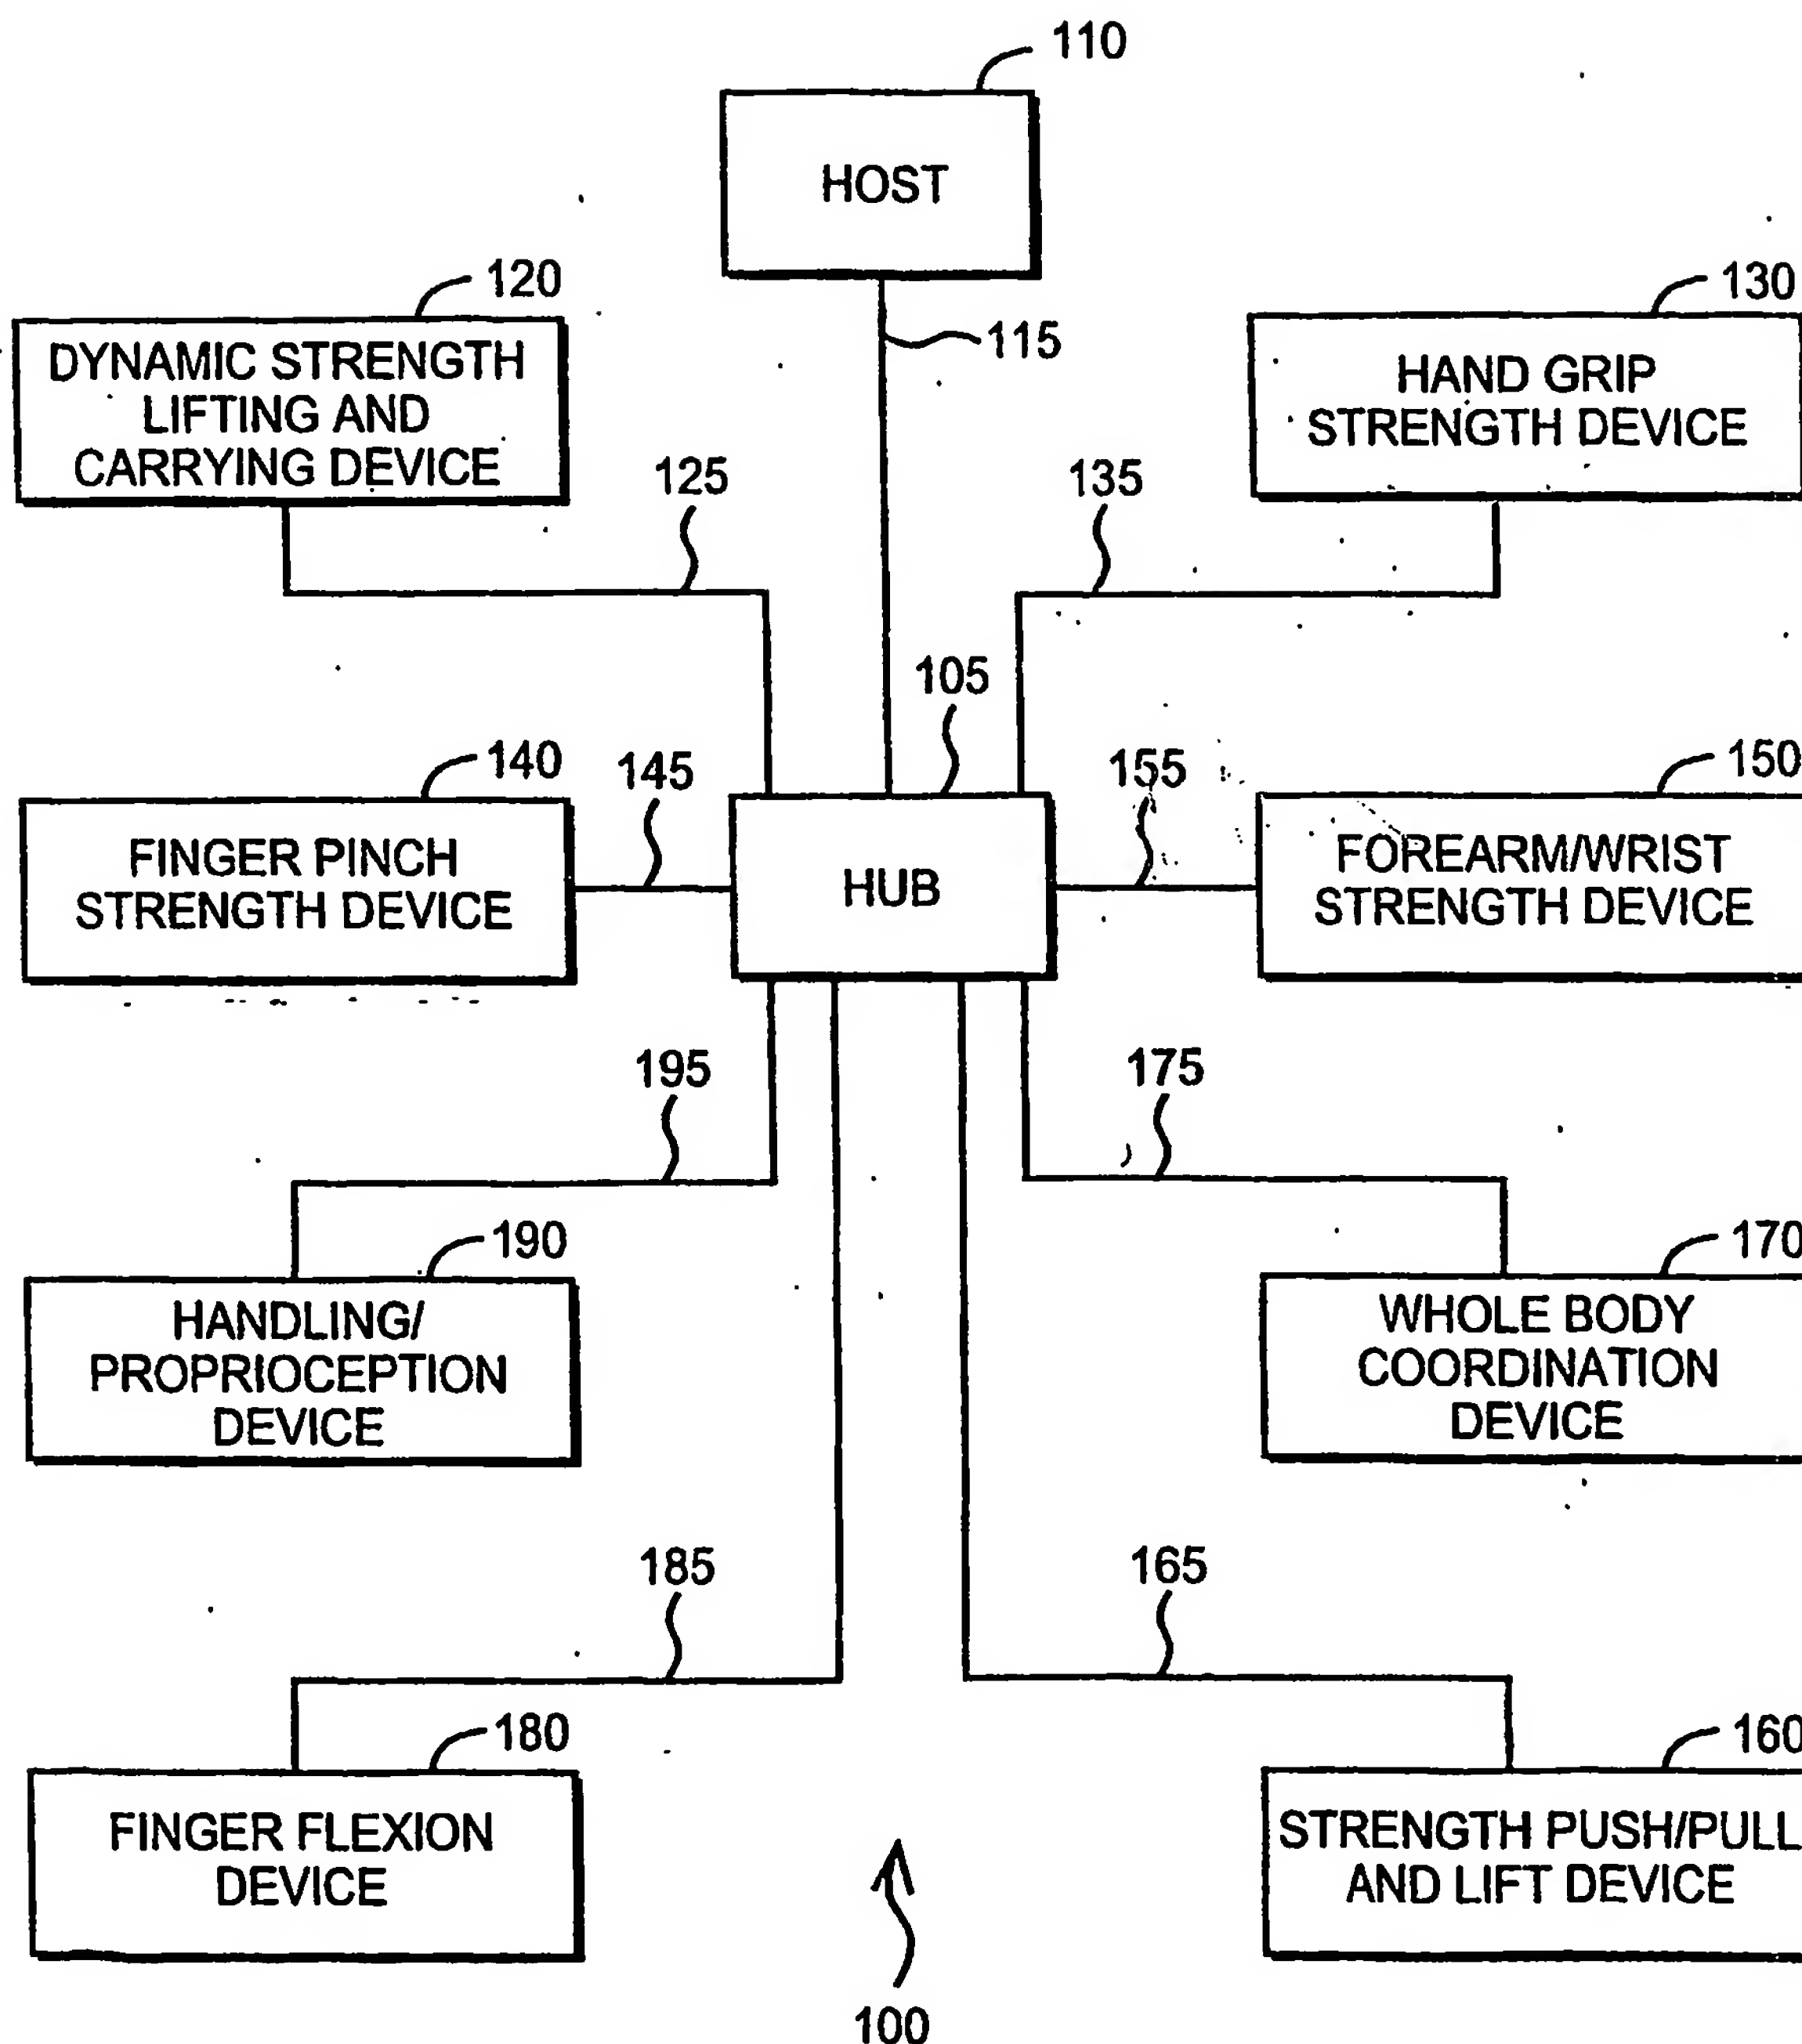 110
HOST
120
130
115
DYNAMIC STRENGTH
LIFTING AND
CARRYING DEVICE
HAND GRIP
STRENGTH DEVICE
125
135
105
140
145
155
150
FINGER PINCH
STRENGTH DEVICE
HUB
FOREARM/WRIST
STRENGTH DEVICE
195
175
190
170
HANDLING/
PROPRIOCEPTION
DEVICE
WHOLE BODY
COORDINATION
DEVICE
185
165
180
160
FINGER FLEXION
DEVICE
STRENGTH PUSH/PULL
AND LIFT DEVICE
100